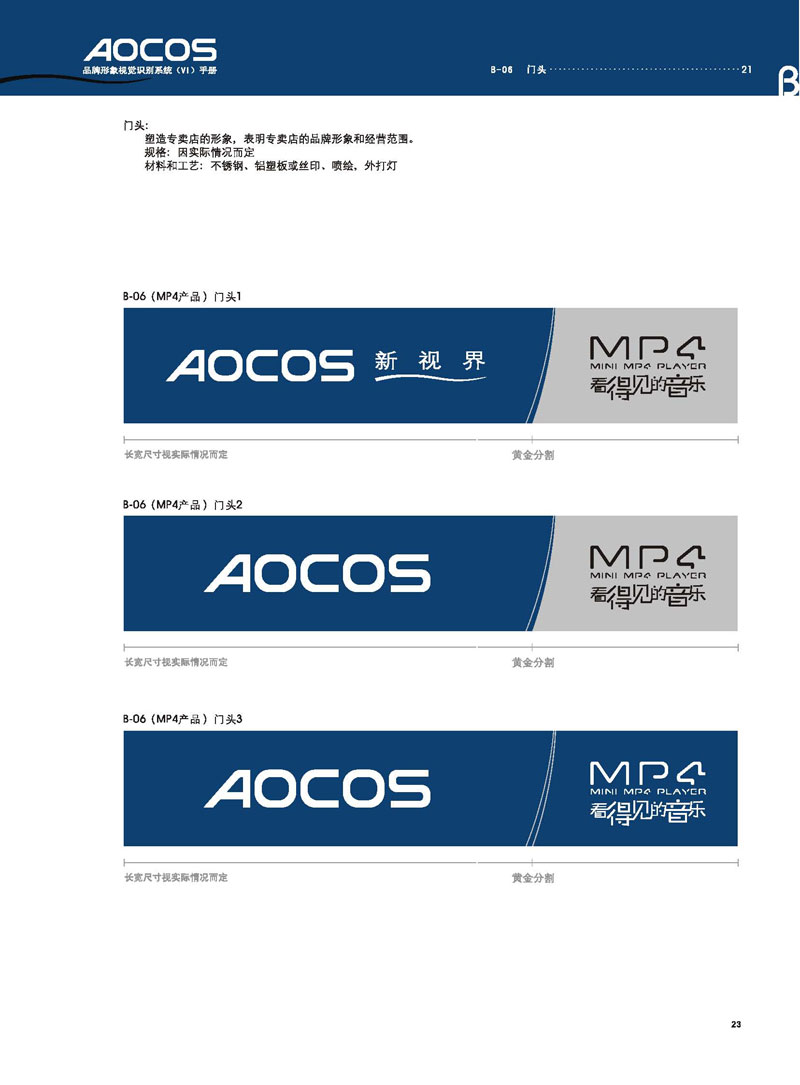 AOCOS
品牌形象视觉识别系统（VI）手册
B-06 门头 ········································ 21
B
门头：
塑造专卖店的形象，表明专卖店的品牌形象和经营范围。
规格：因实际情况而定
材料和工艺：不锈钢、铝塑板或丝印、喷绘，外打灯
B-06（MP4产品）门头1
AOCOS 新视界
MP4
MINI MP4 PLAYER
看得见的音乐
长宽尺寸视实际情况而定 黄金分割
B-06（MP4产品）门头2
AOCOS
MP4
MINI MP4 PLAYER
看得见的音乐
长宽尺寸视实际情况而定 黄金分割
B-06（MP4产品）门头3
AOCOS
MP4
MINI MP4 PLAYER
看得见的音乐
长宽尺寸视实际情况而定 黄金分割
23